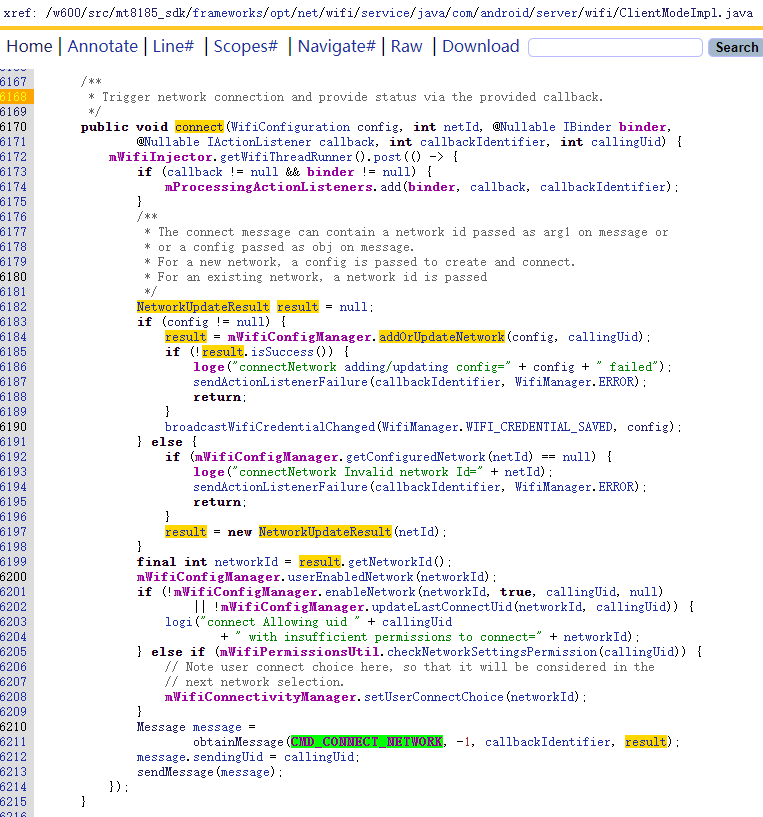 xref: /w600/src/mt8185_sdk/frameworks/opt/net/wifi/service/java/com/android/server/wifi/ClientModeImpl.java
Home | Annotate | Line# | Scopes# | Navigate# | Raw | Download Search
6167 /**
6168 * Trigger network connection and provide status via the provided callback.
6169 */
6170 public void connect(WifiConfiguration config, int netId, @Nullable IBinder binder,
6171 @Nullable IActionListener callback, int callbackIdentifier, int callingUid) {
6172 mWifiInjector.getWifiThreadRunner().post(() -> {
6173 if (callback != null && binder != null) {
6174 mProcessingActionListeners.add(binder, callback, callbackIdentifier);
6175 }
6176 /**
6177 * The connect message can contain a network id passed as arg1 on message or
6178 * or a config passed as obj on message.
6179 * For a new network, a config is passed to create and connect.
6180 * For an existing network, a network id is passed
6181 */
6182 NetworkUpdateResult result = null;
6183 if (config != null) {
6184 result = mWifiConfigManager.addOrUpdateNetwork(config, callingUid);
6185 if (!result.isSuccess()) {
6186 loge("connectNetwork adding/updating config=" + config + " failed");
6187 sendActionListenerFailure(callbackIdentifier, WifiManager.ERROR);
6188 return;
6189 }
6190 broadcastWifiCredentialChanged(WifiManager.WIFI_CREDENTIAL_SAVED, config);
6191 } else {
6192 if (mWifiConfigManager.getConfiguredNetwork(netId) == null) {
6193 loge("connectNetwork Invalid network Id=" + netId);
6194 sendActionListenerFailure(callbackIdentifier, WifiManager.ERROR);
6195 return;
6196 }
6197 result = new NetworkUpdateResult(netId);
6198 }
6199 final int networkId = result.getNetworkId();
6200 mWifiConfigManager.userEnabledNetwork(networkId);
6201 if (!mWifiConfigManager.enableNetwork(networkId, true, callingUid, null)
6202 || !mWifiConfigManager.updateLastConnectUid(networkId, callingUid)) {
6203 logi("connect Allowing uid " + callingUid
6204 + " with insufficient permissions to connect=" + networkId);
6205 } else if (mWifiPermissionsUtil.checkNetworkSettingsPermission(callingUid)) {
6206 // Note user connect choice here, so that it will be considered in the
6207 // next network selection.
6208 mWifiConnectivityManager.setUserConnectChoice(networkId);
6209 }
6210 Message message =
6211 obtainMessage(CMD_CONNECT_NETWORK, -1, callbackIdentifier, result);
6212 message.sendingUid = callingUid;
6213 sendMessage(message);
6214 });
6215 }